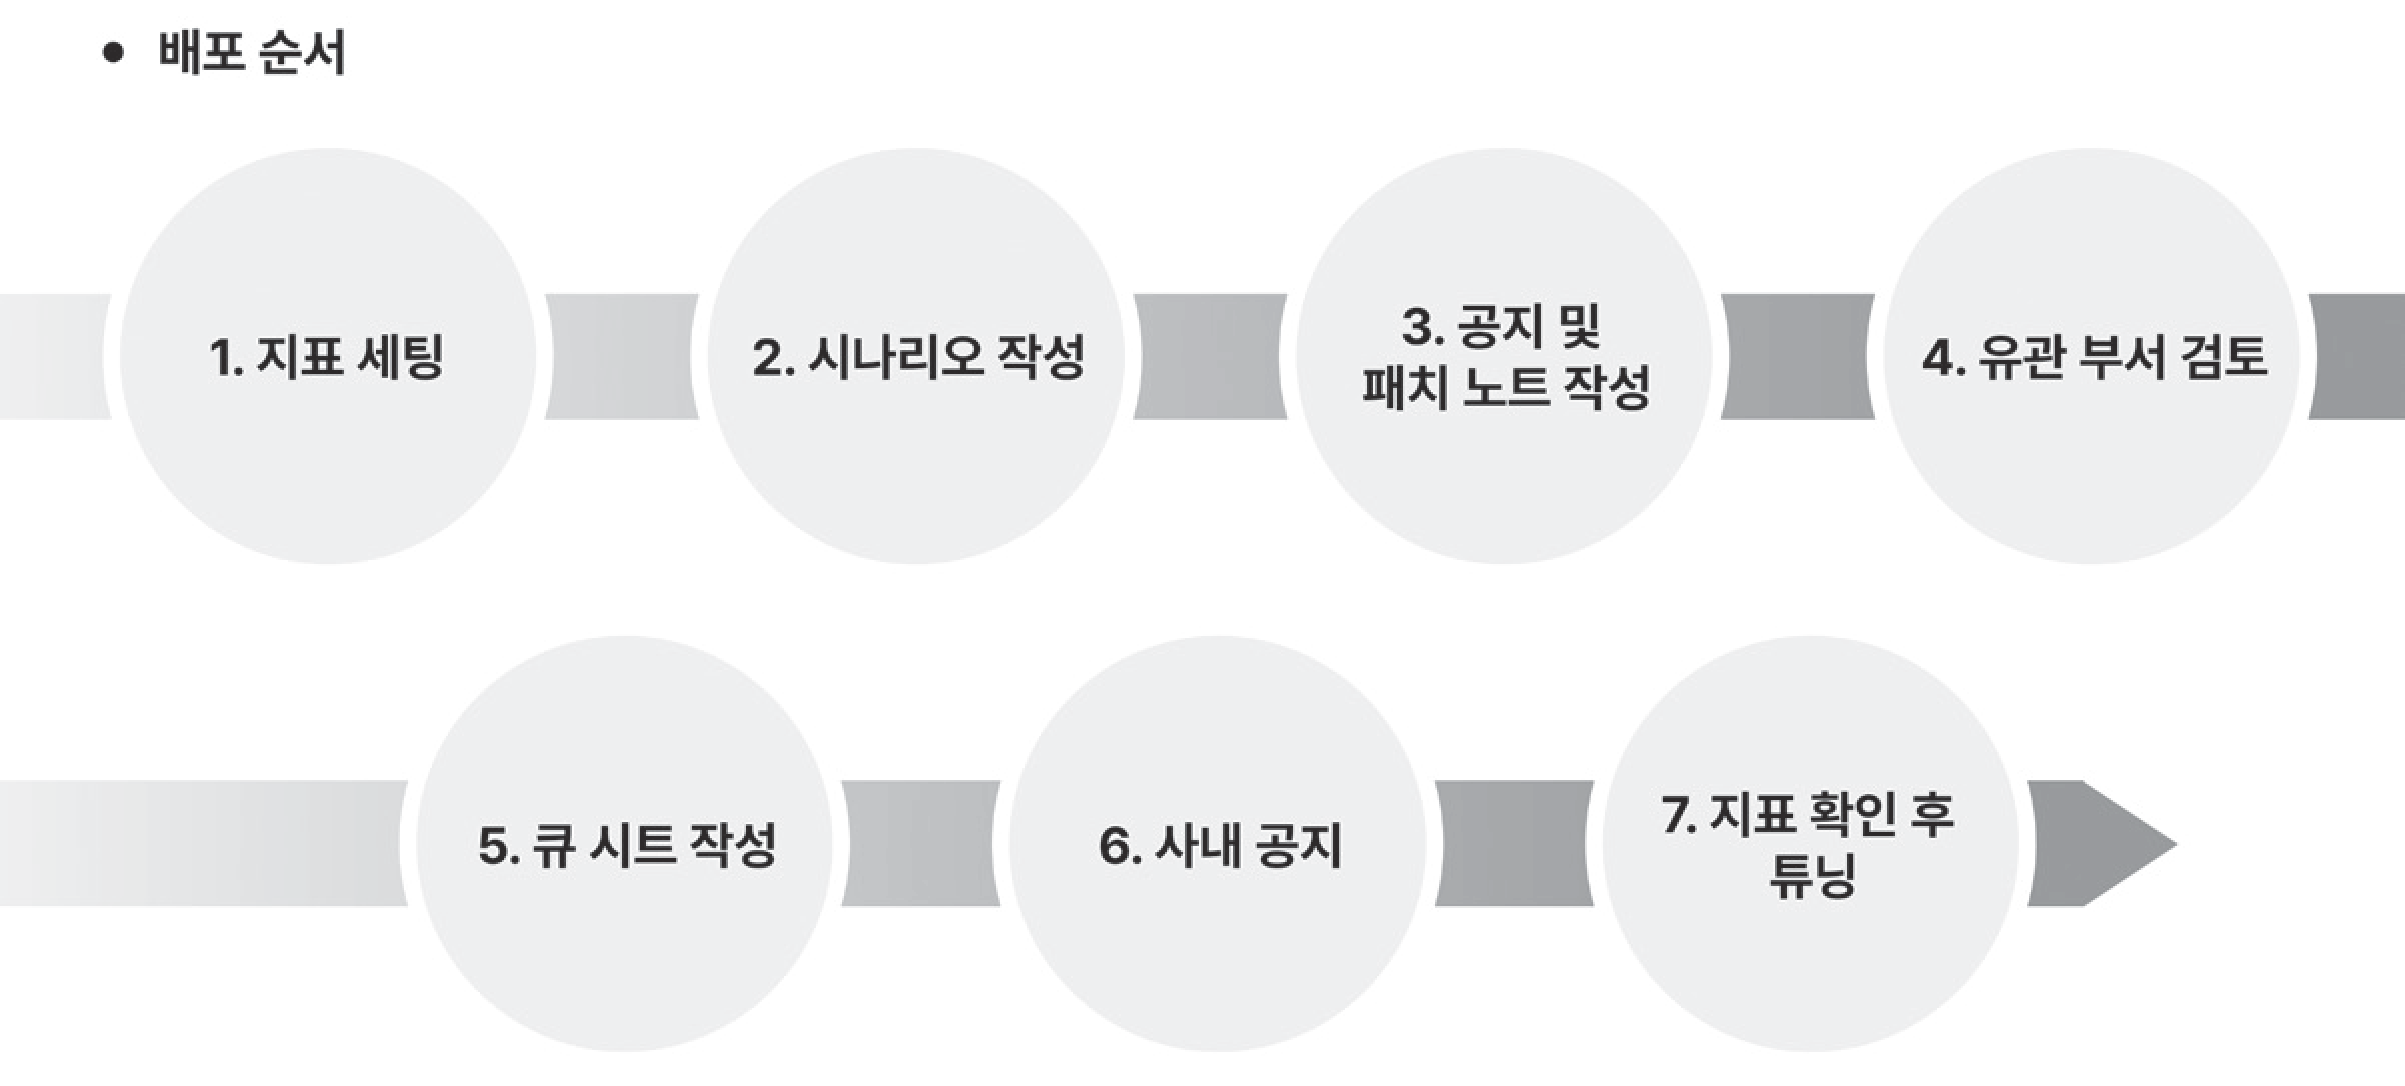 • 배포 순서
1. 지표 세팅
2. 시나리오 작성
3. 공지 및
패치 노트 작성
4. 유관 부서 검토
5. 큐 시트 작성
6. 사내 공지
7. 지표 확인 후
튜닝